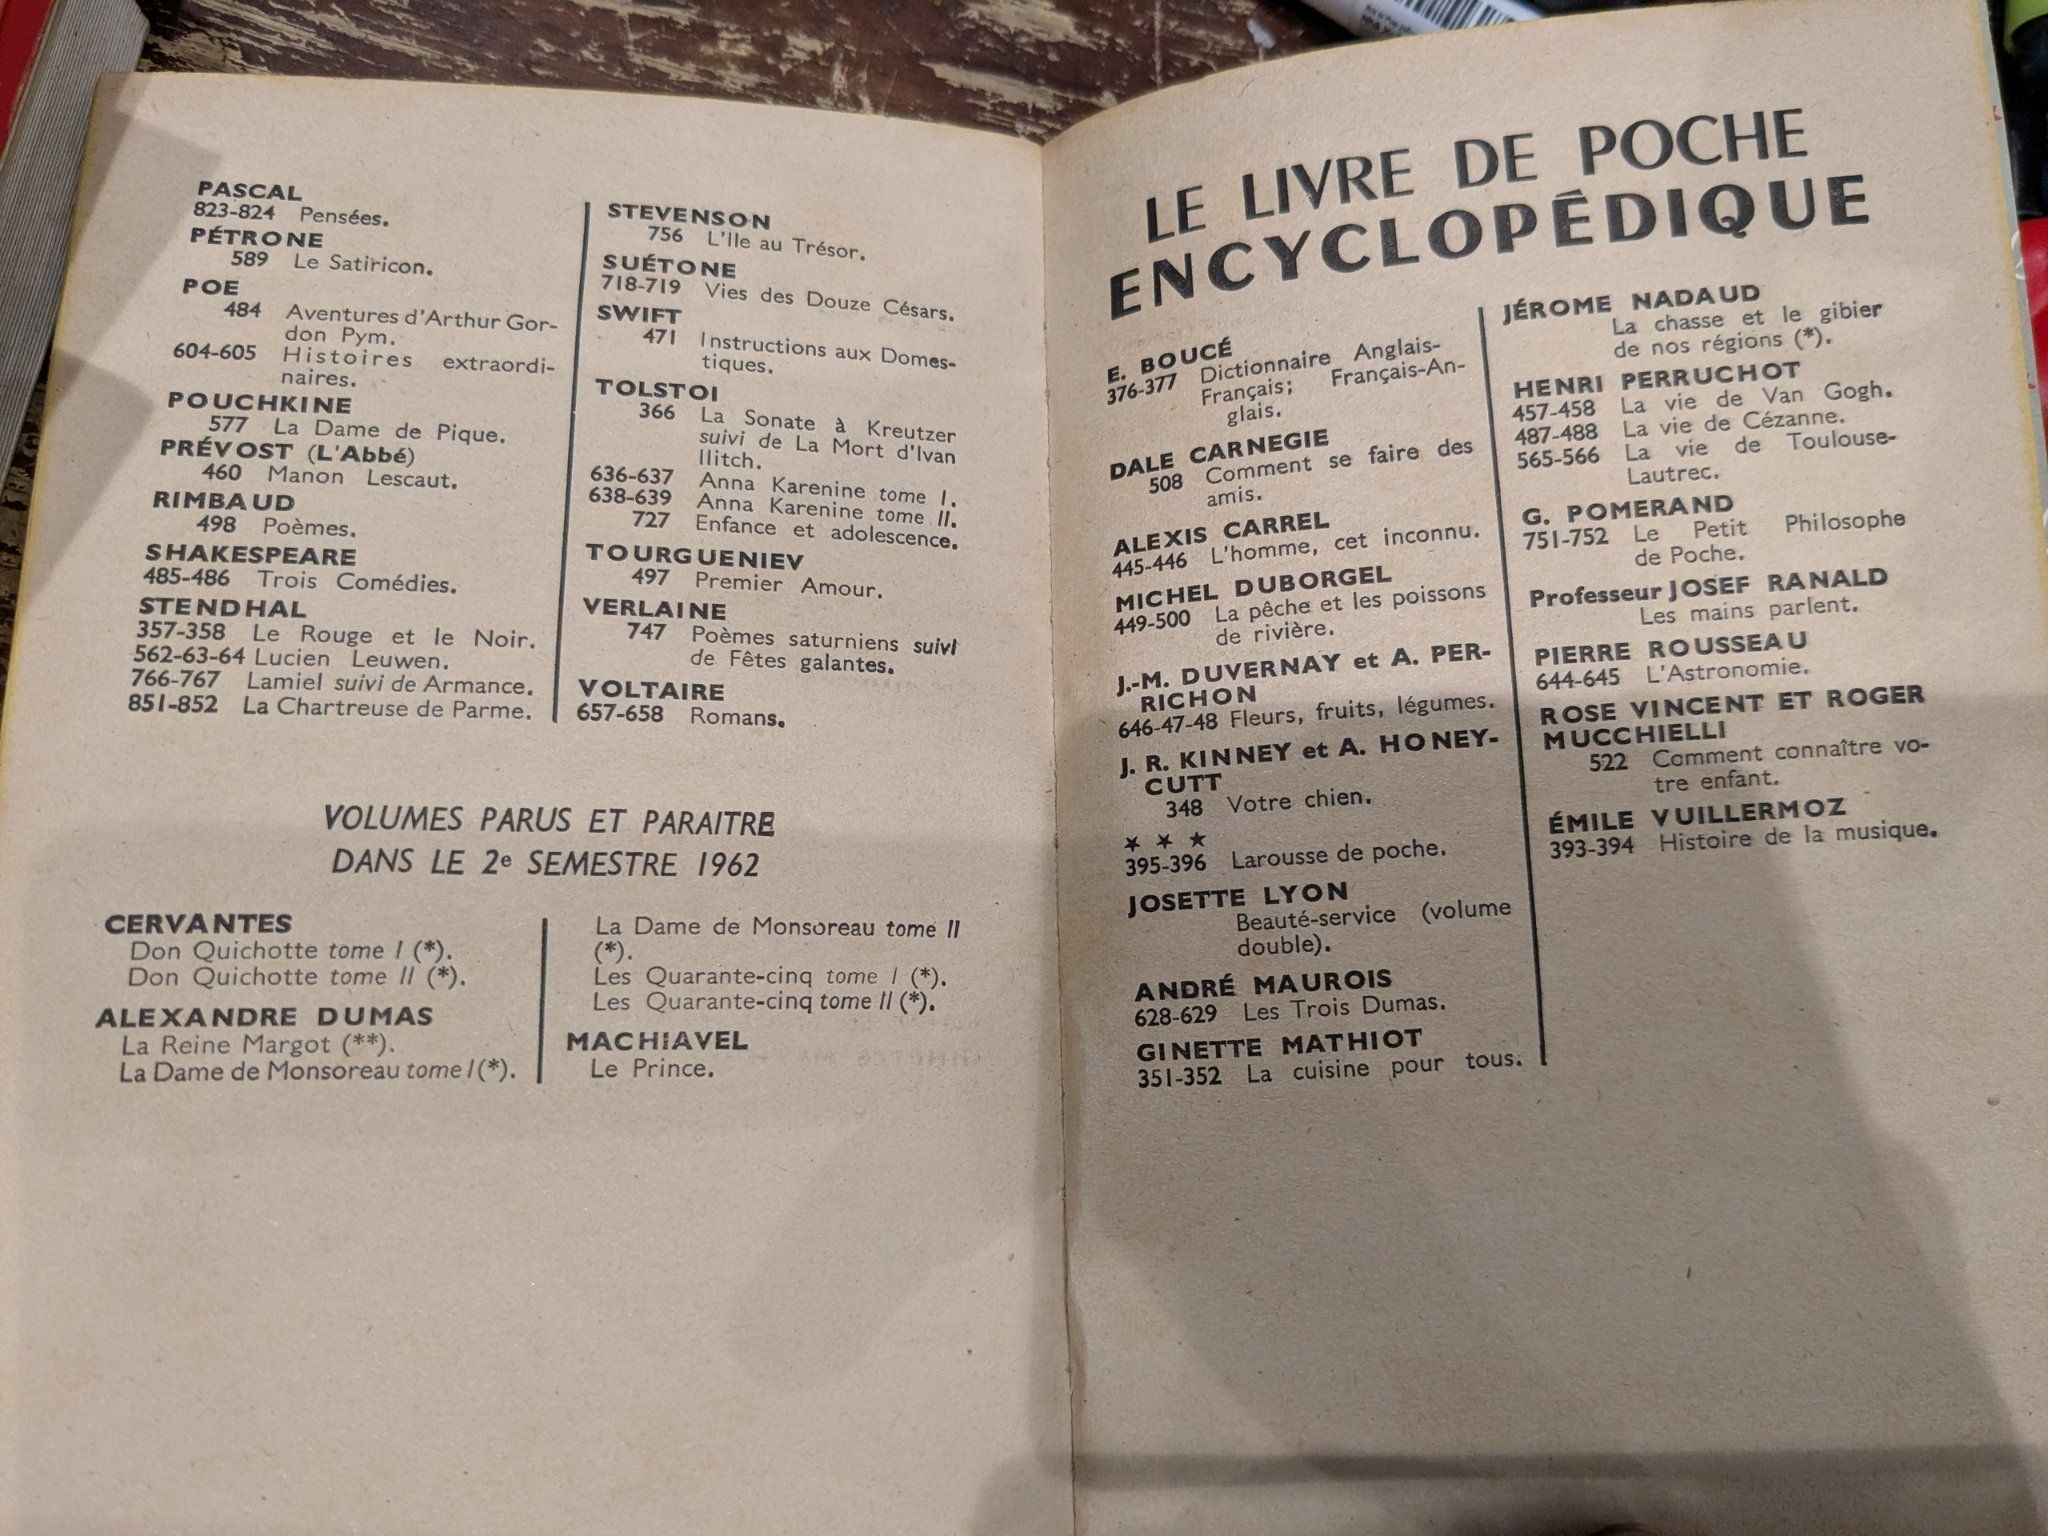 PASCAL
823-824 Pensées.
PÉTRONE
589 Le Satiricon.
POE
484 Aventures d'Arthur Gor-
don Pym.
604-605 Histoires extraordi-
naires.
POUCHKINE
577 La Dame de Pique.
PRÉVOST (L'Abbé)
460 Manon Lescaut.
RIMBAUD
498 Poèmes.
SHAKESPEARE
485-486 Trois Comédies.
STENDHAL
357-358 Le Rouge et le Noir.
562-63-64 Lucien Leuwen.
766-767 Lamiel suivi de Armance.
851-852 La Chartreuse de Parme.
STEVENSON
756 L'Ile au Trésor.
SUÉTONE
718-719 Vies des Douze Césars.
SWIFT
471 Instructions aux Domes-
tiques.
TOLSTOI
366 La Sonate à Kreutzer
suivi de La Mort d'Ivan
Ilitch.
636-637 Anna Karenine tome I.
638-639 Anna Karenine tome II.
727 Enfance et adolescence.
TOURGUENIEV
497 Premier Amour.
VERLAINE
747 Poèmes saturniens suivi
de Fêtes galantes.
VOLTAIRE
657-658 Romans.
VOLUMES PARUS ET PARAITRE
DANS LE 2e SEMESTRE 1962
CERVANTES
Don Quichotte tome I (*).
Don Quichotte tome II (*).
ALEXANDRE DUMAS
La Reine Margot (**).
La Dame de Monsoreau tome I (*).
La Dame de Monsoreau tome II
(*).
Les Quarante-cinq tome I (*).
Les Quarante-cinq tome II (*).
MACHIAVEL
Le Prince.
LE LIVRE DE POCHE
ENCYCLOPÉDIQUE
E. BOUCÉ
376-377 Dictionnaire Anglais-
Français; Français-An-
glais.
DALE CARNEGIE
508 Comment se faire des
amis.
ALEXIS CARREL
445-446 L'homme, cet inconnu.
MICHEL DUBORGEL
449-500 La pêche et les poissons
de rivière.
J.-M. DUVERNAY et A. PER-
RICHON
646-47-48 Fleurs, fruits, légumes.
J. R. KINNEY et A. HONEY-
CUTT
348 Votre chien.
★ ★ ★
395-396 Larousse de poche.
JOSETTE LYON
Beauté-service (volume
double).
ANDRÉ MAUROIS
628-629 Les Trois Dumas.
GINETTE MATHIOT
351-352 La cuisine pour tous.
JÉROME NADAUD
La chasse et le gibier
de nos régions (*).
HENRI PERRUCHOT
457-458 La vie de Van Gogh.
487-488 La vie de Cézanne.
565-566 La vie de Toulouse-
Lautrec.
G. POMERAND
751-752 Le Petit Philosophe
de Poche.
Professeur JOSEF RANALD
Les mains parlent.
PIERRE ROUSSEAU
644-645 L'Astronomie.
ROSE VINCENT ET ROGER
MUCCHIELLI
522 Comment connaître vo-
tre enfant.
ÉMILE VUILLERMOZ
393-394 Histoire de la musique.